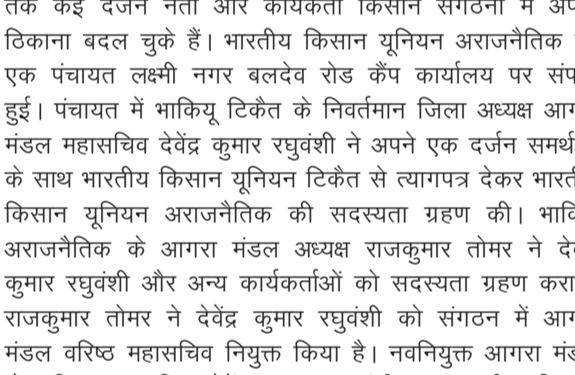 तक कई दर्जन नेता और कार्यकर्ता किसान संगठनों में
ठिकाना बदल चुके हैं। भारतीय किसान यूनियन अराजनैतिक
एक पंचायत लक्ष्मी नगर बलदेव रोड कैंप कार्यालय पर
हुई। पंचायत में भाकियू टिकैत के निवर्तमान जिला अध्यक्ष
मंडल महासचिव देवेंद्र कुमार रघुवंशी ने अपने एक दर्जन
के साथ भारतीय किसान यूनियन टिकैत से त्यागपत्र देकर
किसान यूनियन अराजनैतिक की सदस्यता ग्रहण की।
अराजनैतिक के आगरा मंडल अध्यक्ष राजकुमार तोमर ने
कुमार रघुवंशी और अन्य कार्यकर्ताओं को सदस्यता ग्रहण
राजकुमार तोमर ने देवेंद्र कुमार रघुवंशी को संगठन में
मंडल वरिष्ठ महासचिव नियुक्त किया है। नवनियुक्त आगरा